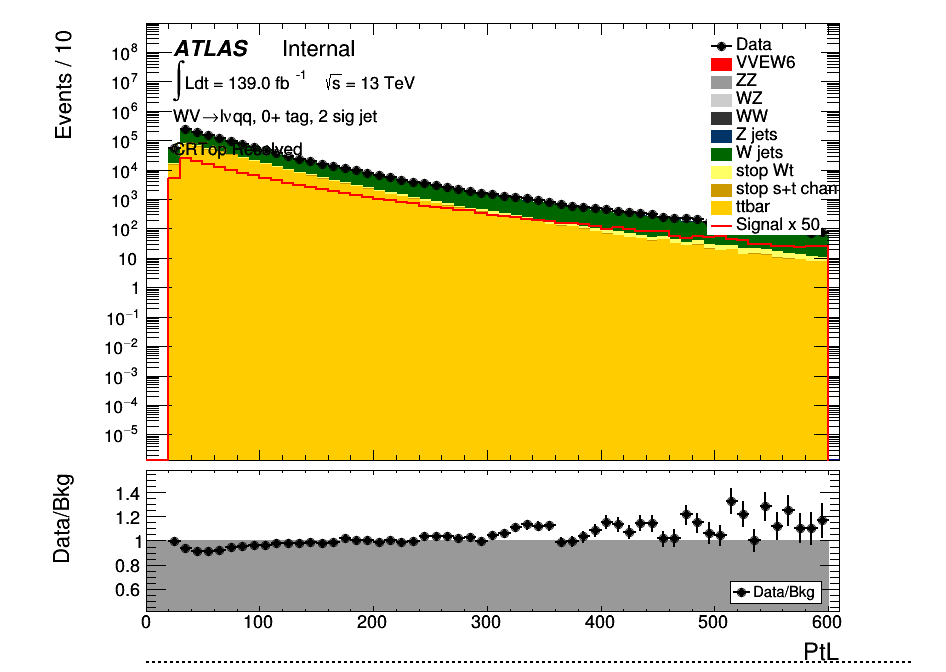 Events / 10
10⁸
10⁷
10⁶
10⁵
10⁴
10³
10²
10
1
10⁻¹
10⁻²
10⁻³
10⁻⁴
10⁻⁵
ATLAS Internal
∫Ldt = 139.0 fb⁻¹ √s = 13 TeV
WV→lνqq, 0+ tag, 2 sig jet
CRTop Resolved
Data
VVEW6
ZZ
WZ
WW
Z jets
W jets
stop Wt
stop s+t chan
ttbar
Signal x 50
Data/Bkg
1.4
1.2
1
0.8
0.6
Data/Bkg
0 100 200 300 400 500 600
PtL